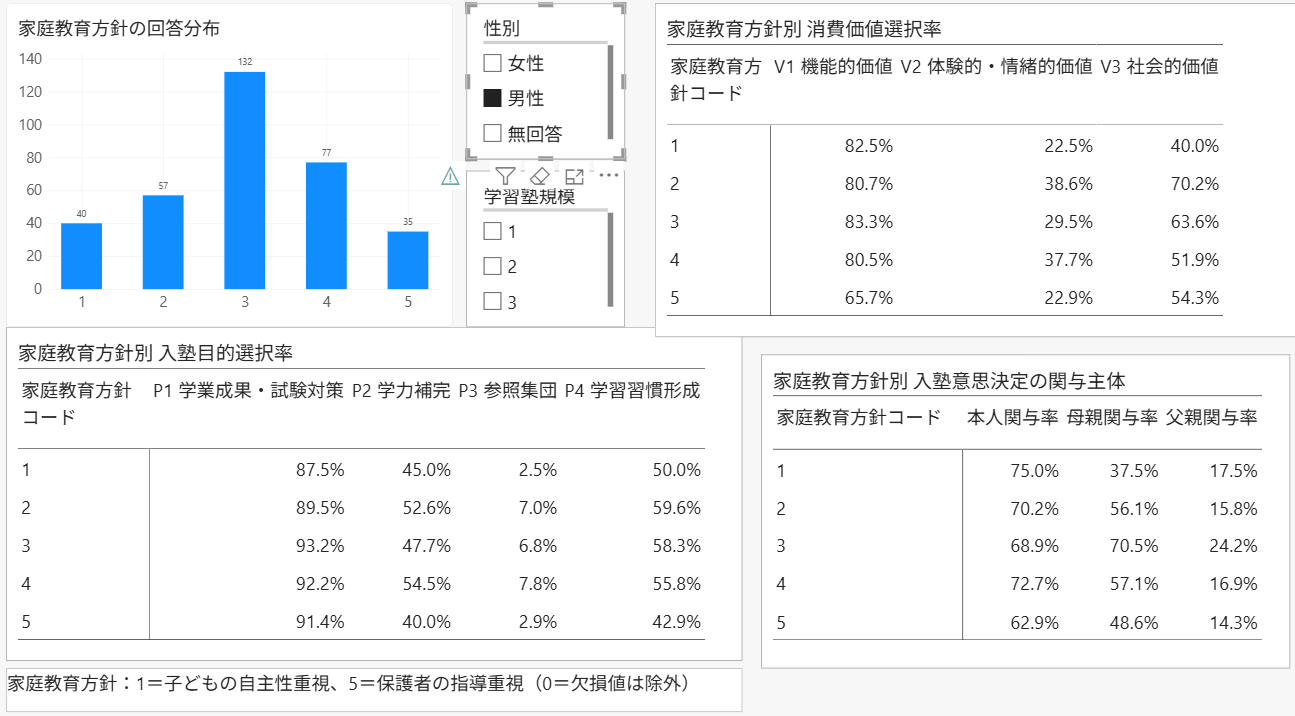 家庭教育方針の回答分布
140
120
100
80
60
40
20
0
40
57
132
77
35
1
2
3
4
5
性別
女性
男性
無回答
学習塾規模
1
2
3
家庭教育方針別 消費価値選択率
家庭教育方針コード V1 機能的価値 V2 体験的・情緒的価値 V3 社会的価値
1 82.5% 22.5% 40.0%
2 80.7% 38.6% 70.2%
3 83.3% 29.5% 63.6%
4 80.5% 37.7% 51.9%
5 65.7% 22.9% 54.3%
家庭教育方針別 入塾目的選択率
家庭教育方針コード P1 学業成果・試験対策 P2 学力補完 P3 参照集団 P4 学習習慣形成
1 87.5% 45.0% 2.5% 50.0%
2 89.5% 52.6% 7.0% 59.6%
3 93.2% 47.7% 6.8% 58.3%
4 92.2% 54.5% 7.8% 55.8%
5 91.4% 40.0% 2.9% 42.9%
家庭教育方針別 入塾意思決定の関与主体
家庭教育方針コード 本人関与率 母親関与率 父親関与率
1 75.0% 37.5% 17.5%
2 70.2% 56.1% 15.8%
3 68.9% 70.5% 24.2%
4 72.7% 57.1% 16.9%
5 62.9% 48.6% 14.3%
家庭教育方針：1＝子どもの自主性重視、5＝保護者の指導重視（0＝欠損値は除外）